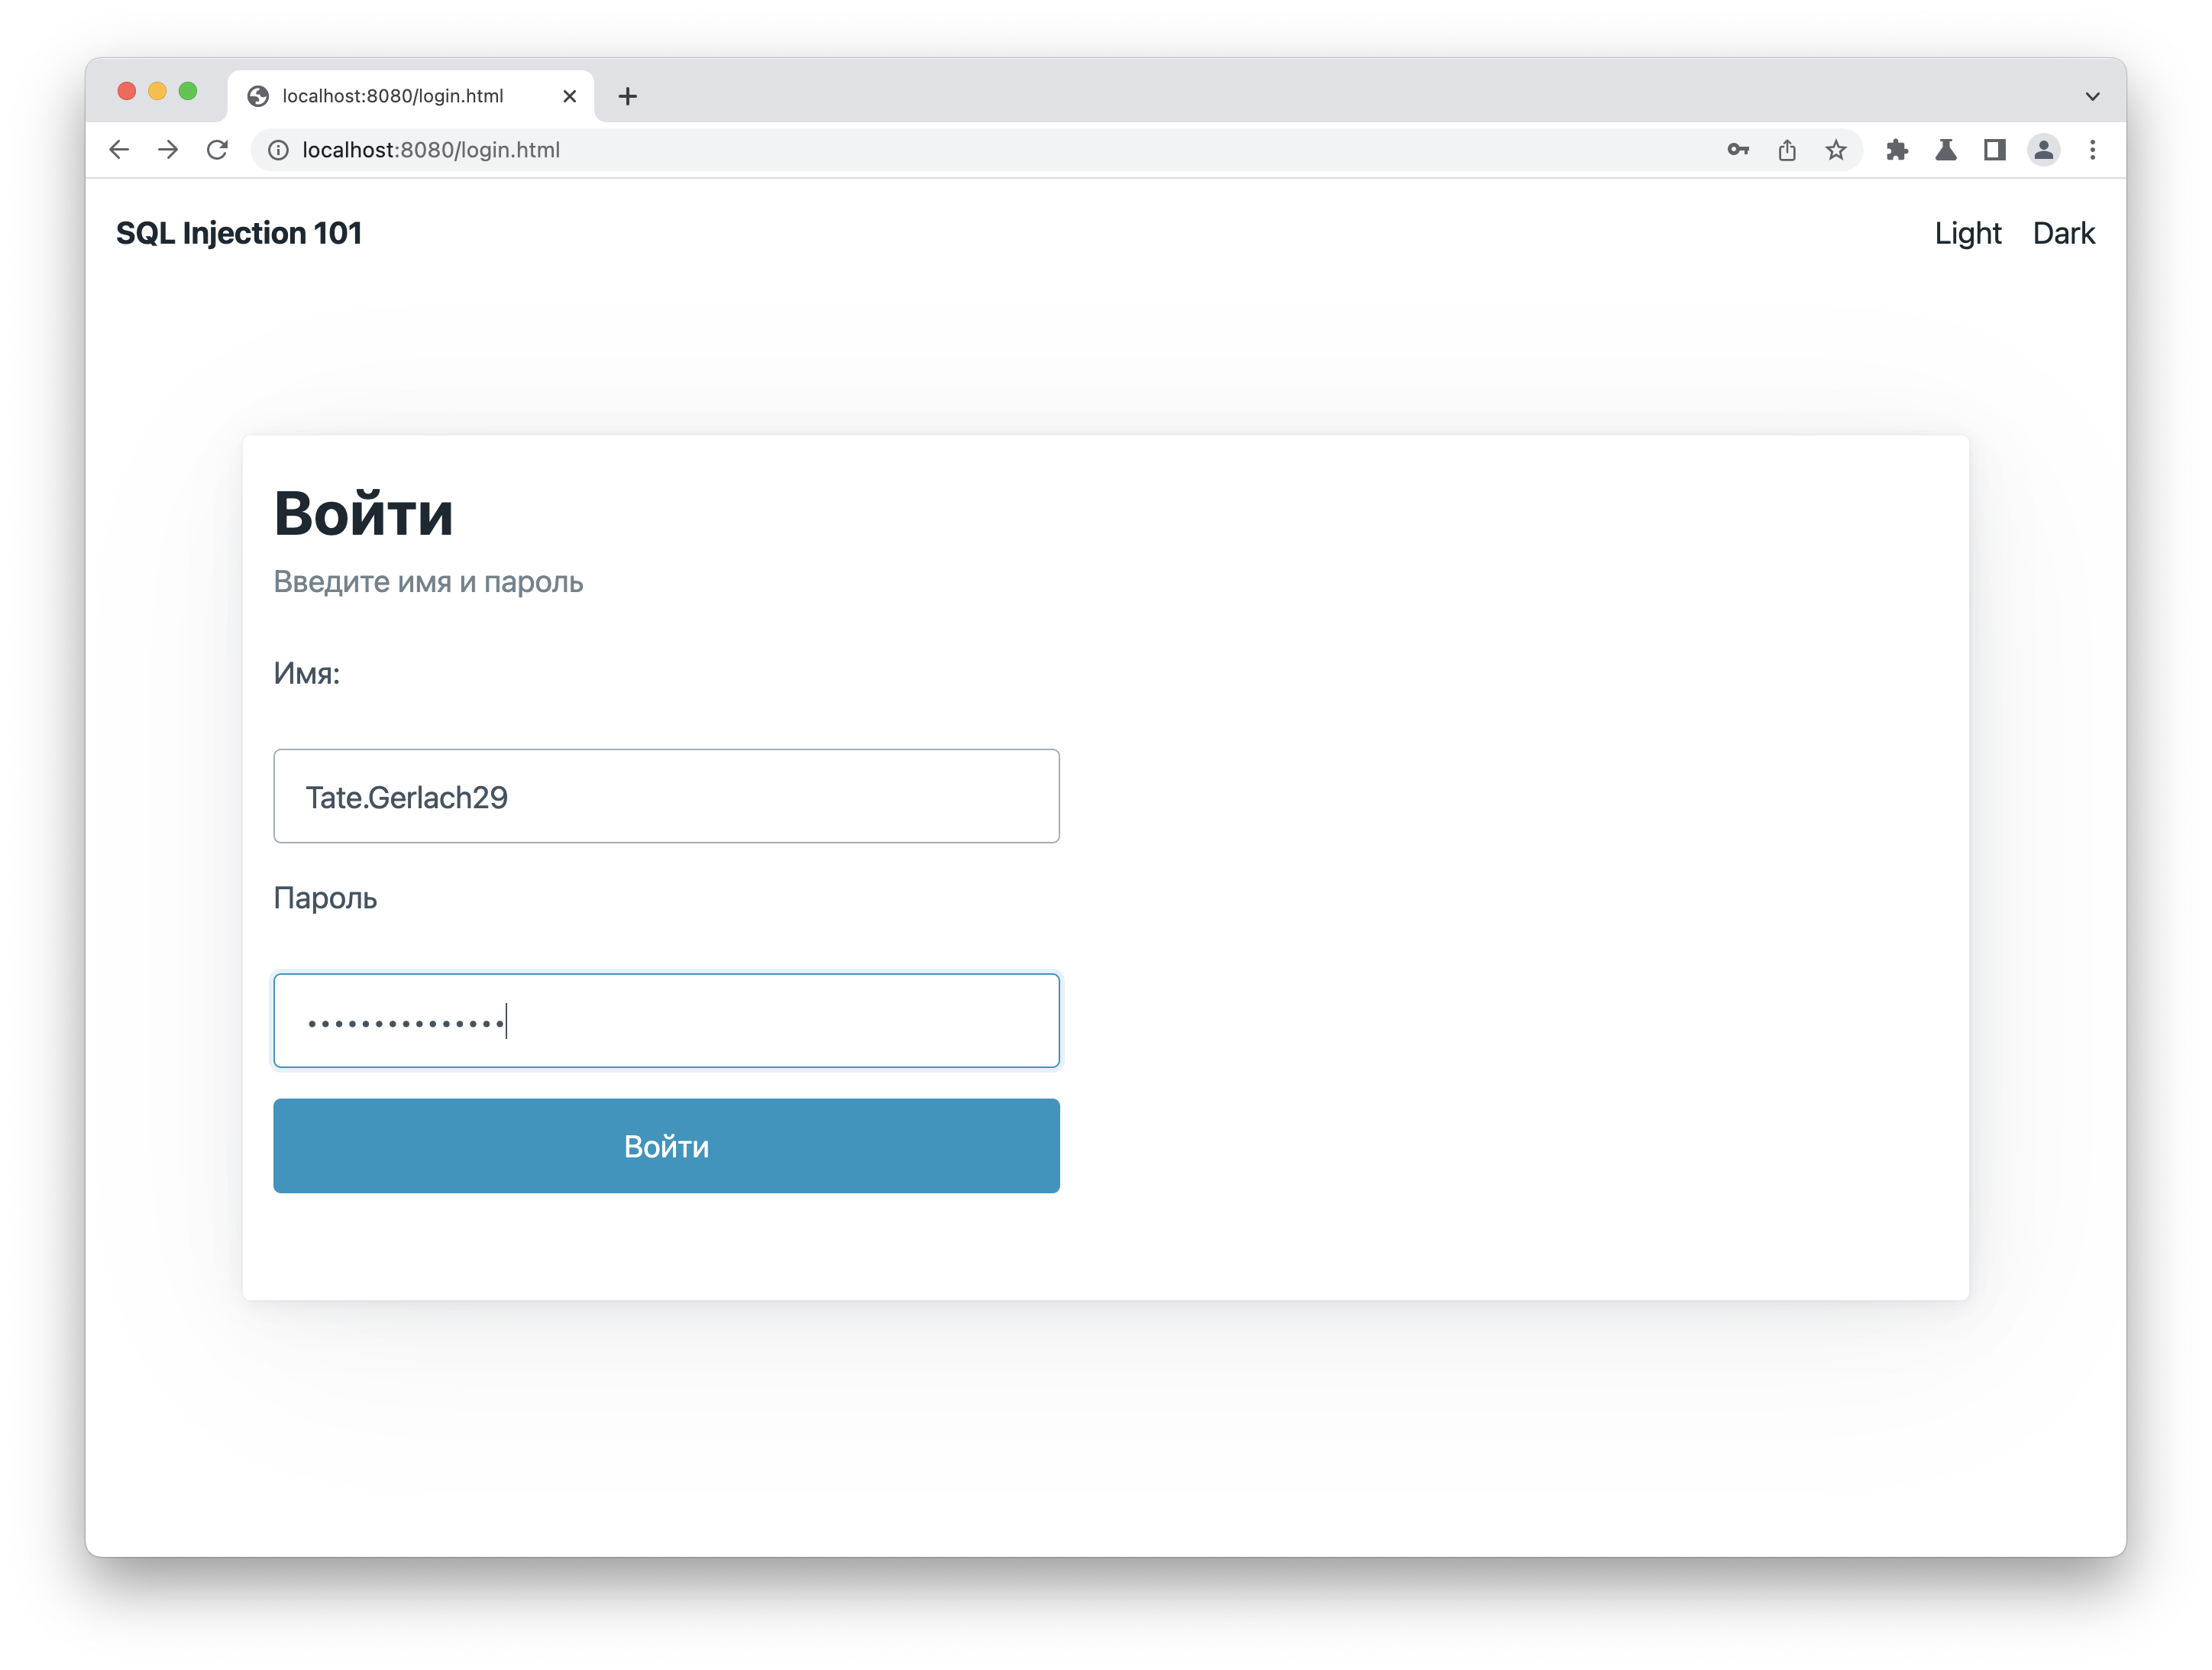 localhost:8080/login.html
localhost:8080/login.html
SQL Injection 101
Light Dark
Войти
Введите имя и пароль
Имя:
Tate.Gerlach29
Пароль
•••••••••••••••
Войти